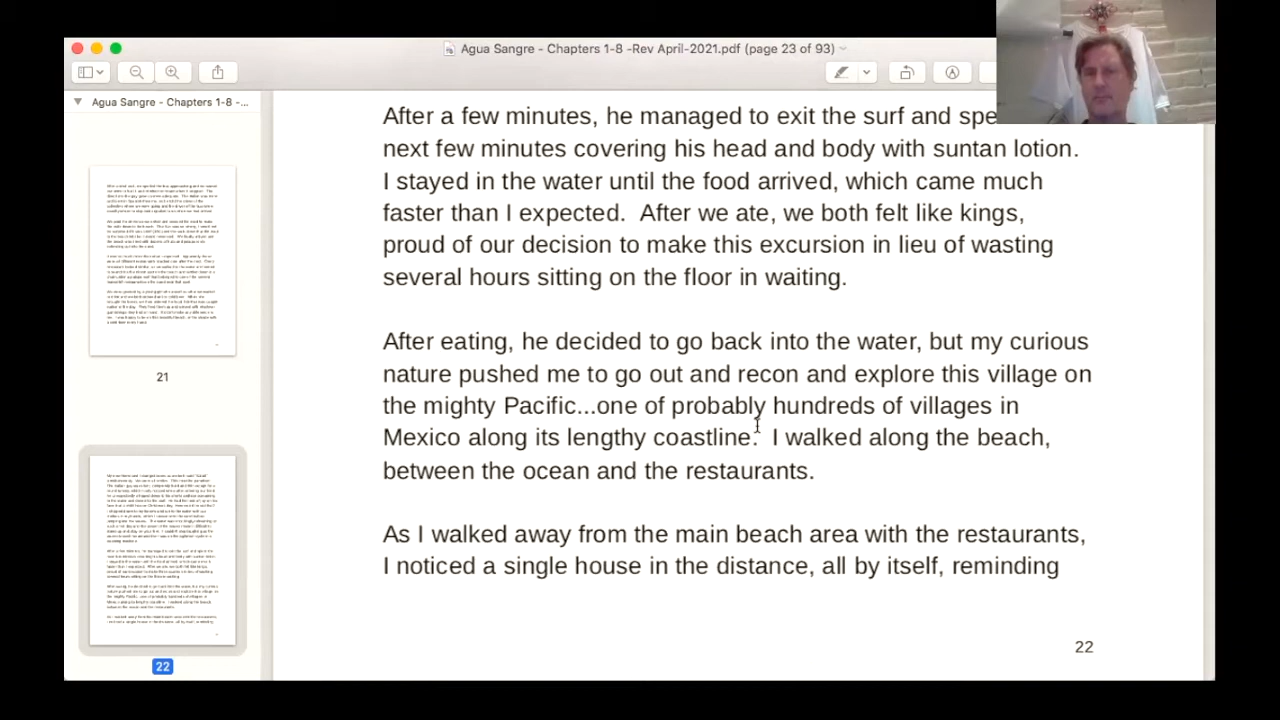 Agua Sangre - Chapters 1-8 -Rev April-2021.pdf (page 23 of 93)
Agua Sangre - Chapters 1-8 -...
After a few minutes, he managed to exit the surf and
next few minutes covering his head and body with suntan lotion.
I stayed in the water until the food arrived, which came much
faster than I expected.  After we ate, we both felt like kings,
proud of our decision to make this excursion in lieu of wasting
several hours sitting on the floor in waiting.
After eating, he decided to go back into the water, but my curious
nature pushed me to go out and recon and explore this village on
the mighty Pacific...one of probably hundreds of villages in
Mexico along its lengthy coastline.  I walked along the beach,
between the ocean and the restaurants.
As I walked away from the main beach area with the restaurants,
I noticed a single house in the distance, all by itself, reminding
22
21
22